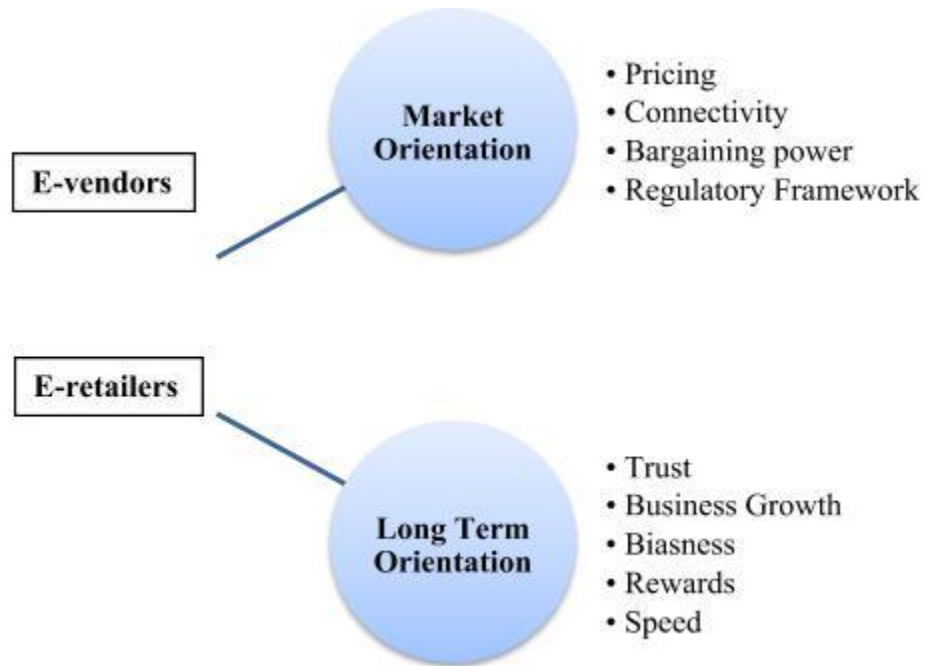 E-vendors
Market
Orientation
• Pricing
• Connectivity
• Bargaining power
• Regulatory Framework
E-retailers
Long Term
Orientation
• Trust
• Business Growth
• Biasness
• Rewards
• Speed